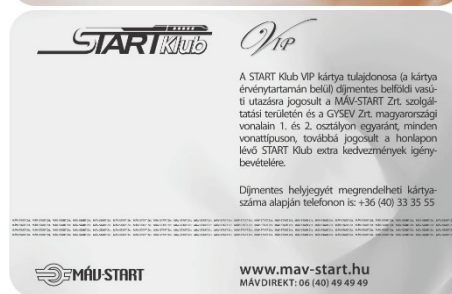 START Klub
VIP
A START Klub VIP kártya tulajdonosa (a kártya
érvénytartamán belül) díjmentes belföldi vasú-
ti utazásra jogosult a MÁV-START Zrt. szolgál-
tatási területén és a GYSEV Zrt. magyarországi
vonalain 1. és 2. osztályon egyaránt, minden
vonattípuson, továbbá jogosult a honlapon
lévő START Klub extra kedvezmények igény-
bevételére.
Díjmentes helyjegyét megrendelheti kártya-
száma alapján telefonon is: +36 (40) 33 35 55
MÁV-START
www.mav-start.hu
MÁVDIREKT: 06 (40) 49 49 49